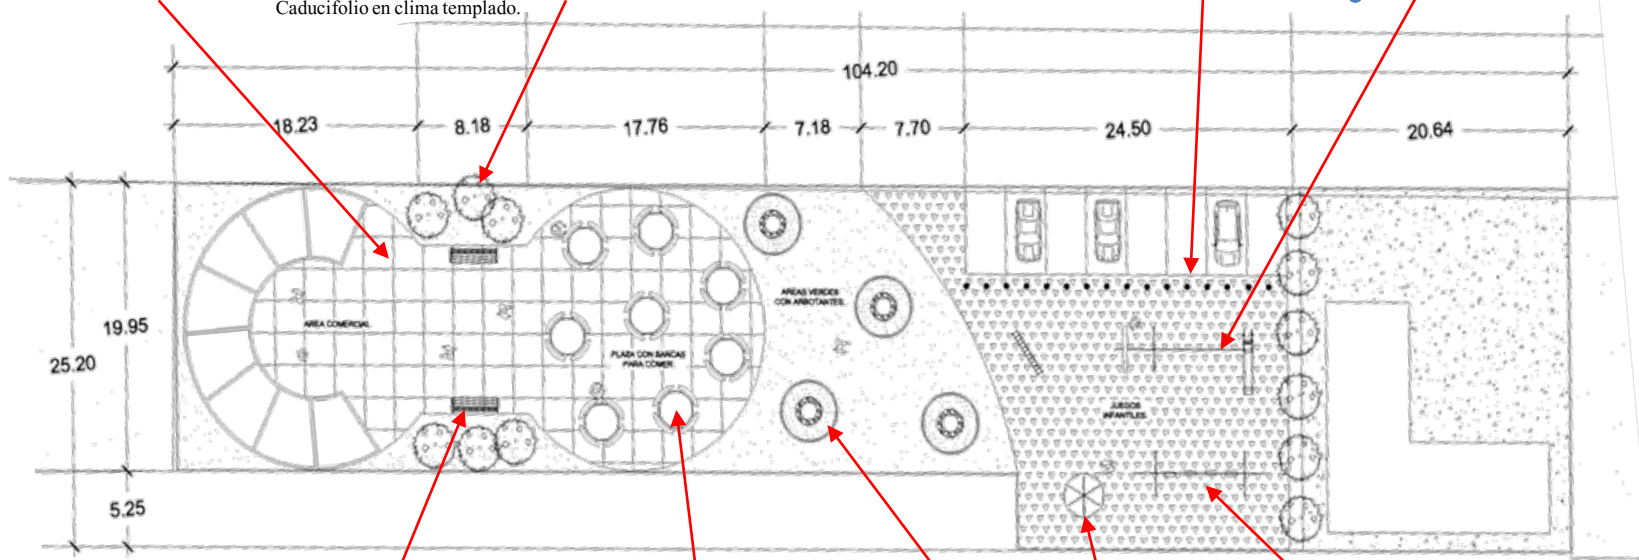 Caducifolio en clima templado.
104.20
18.23
8.18
17.76
7.18
7.70
24.50
20.64
19.95
25.20
5.25
AREA COMERCIAL
PLAZA CON BANCAS
PARA COMER
AREAS VERDES
CON ARBOTANTES
JUEGOS
INFANTILES